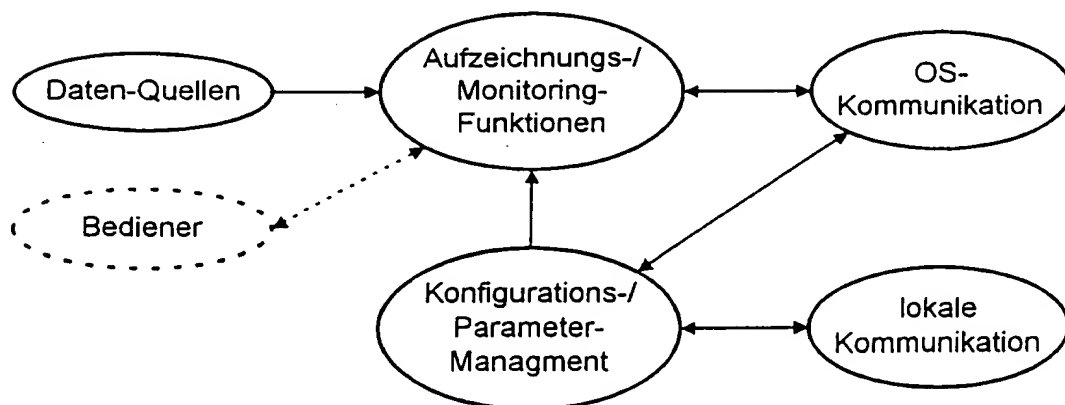 Daten-Quellen
Aufzeichnungs-/
Monitoring-
Funktionen
OS-
Kommunikation
Bediener
Konfigurations-/
Parameter-
Managment
lokale
Kommunikation